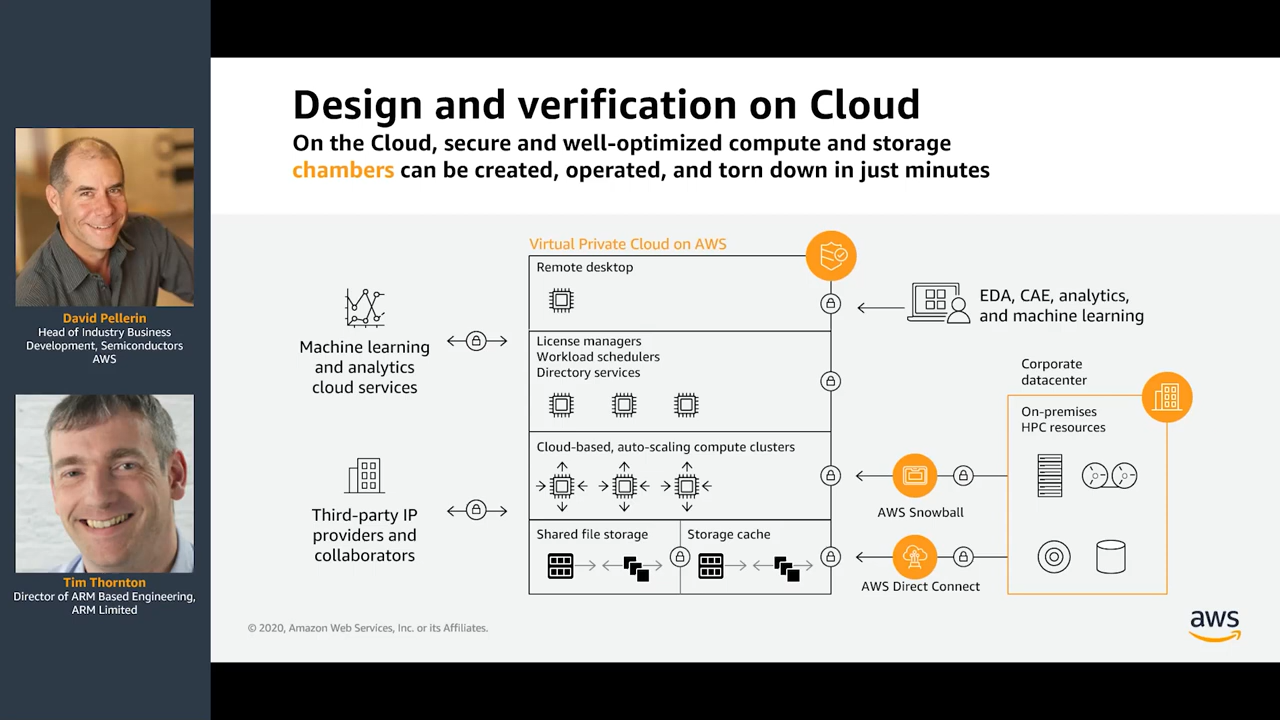 Design and verification on Cloud
On the Cloud, secure and well-optimized compute and storage
chambers can be created, operated, and torn down in just minutes
David Pellerin
Head of Industry Business
Development, Semiconductors
AWS
Tim Thornton
Director of ARM Based Engineering,
ARM Limited
Machine learning
and analytics
cloud services
Third-party IP
providers and
collaborators
Virtual Private Cloud on AWS
Remote desktop
License managers
Workload schedulers
Directory services
Cloud-based, auto-scaling compute clusters
Shared file storage
Storage cache
EDA, CAE, analytics,
and machine learning
AWS Snowball
AWS Direct Connect
Corporate
datacenter
On-premises
HPC resources
© 2020, Amazon Web Services, Inc. or its Affiliates.
aws